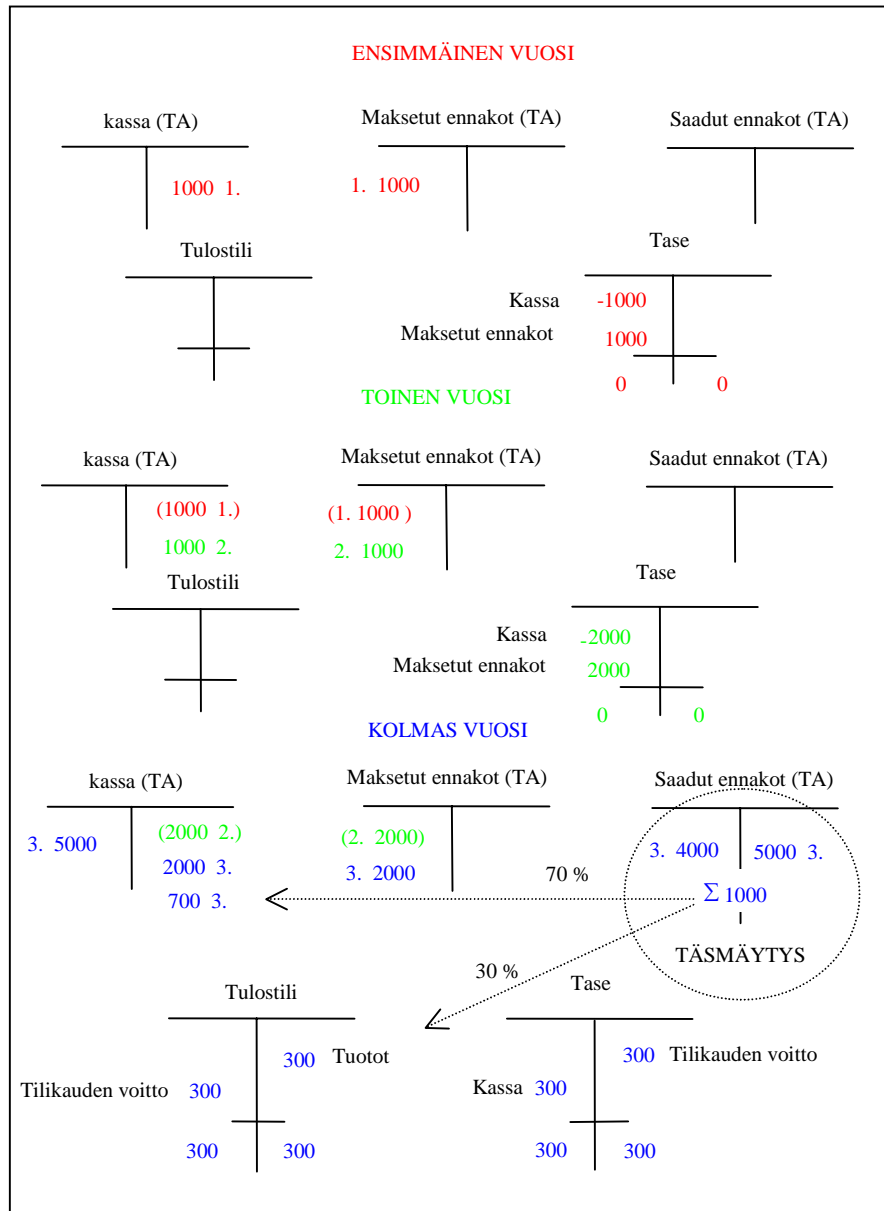 ENSIMMÄINEN VUOSI
kassa (TA) Maksetut ennakot (TA) Saadut ennakot (TA)
1000 1. 1. 1000
Tulostili Tase
Kassa -1000
Maksetut ennakot 1000
0 0
TOINEN VUOSI
kassa (TA) Maksetut ennakot (TA) Saadut ennakot (TA)
(1000 1.) (1. 1000 )
1000 2. 2. 1000
Tulostili Tase
Kassa -2000
Maksetut ennakot 2000
0 0
KOLMAS VUOSI
kassa (TA) Maksetut ennakot (TA) Saadut ennakot (TA)
3. 5000 (2000 2.) (2. 2000) 3. 4000 5000 3.
2000 3. 3. 2000 70 %
700 3. Σ 1000
TÄSMÄYTYS
30 %
Tulostili Tase
300 Tuotot 300 Tilikauden voitto
Tilikauden voitto 300 Kassa 300
300 300 300 300